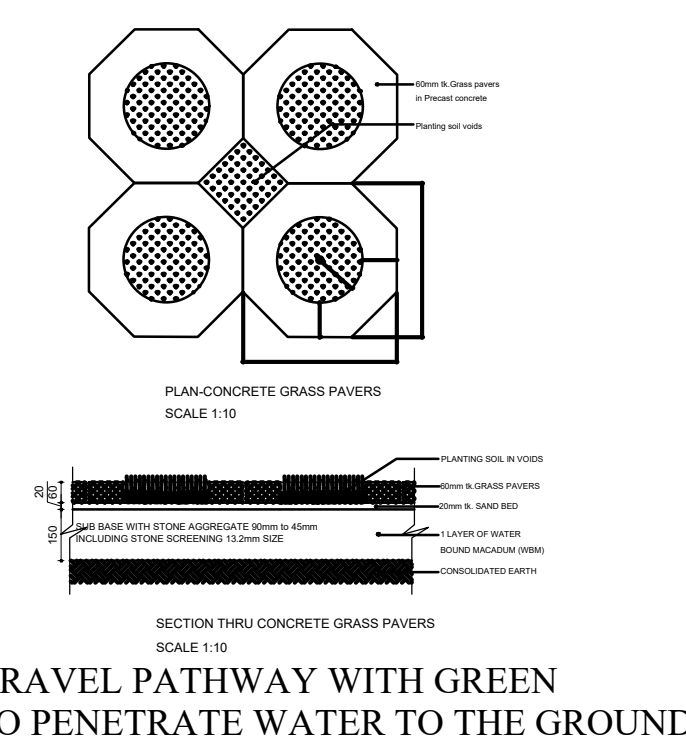 60mm tk.Grass pavers
in Precast concrete
Planting soil voids
PLAN-CONCRETE GRASS PAVERS
SCALE 1:10
PLANTING SOIL IN VOIDS
60mm tk.GRASS PAVERS
20
60
20mm tk. SAND BED
150
SUB BASE WITH STONE AGGREGATE 90mm to 45mm
INCLUDING STONE SCREENING 13.2mm SIZE
1 LAYER OF WATER
BOUND MACADUM (WBM)
CONSOLIDATED EARTH
SECTION THRU CONCRETE GRASS PAVERS
SCALE 1:10
RAVEL PATHWAY WITH GREEN
O PENETRATE WATER TO THE GROUND